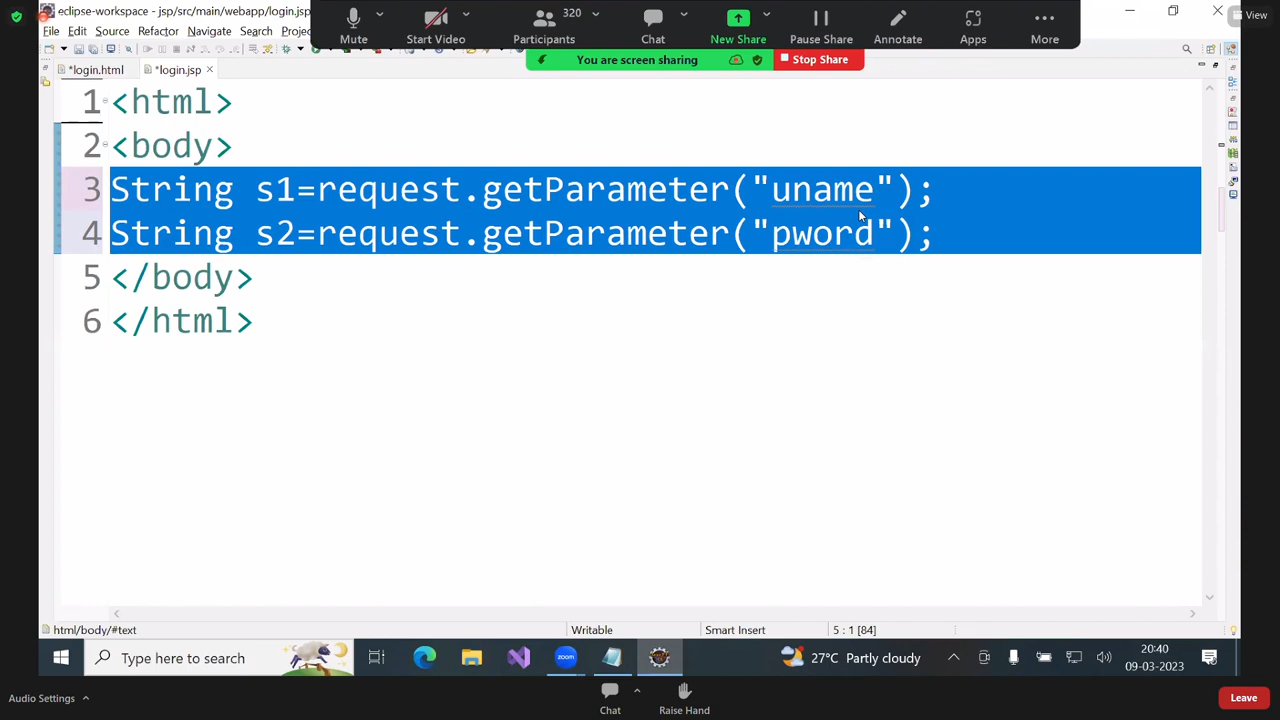 eclipse-workspace - jsp/src/main/webapp/login.jsp
320
View
Mute
Start Video
Participants
Chat
New Share
Pause Share
Annotate
Apps
More
File Edit Source Refactor Navigate Search
You are screen sharing
Stop Share
*login.html
*login.jsp
1 <html>
2 <body>
3 String s1=request.getParameter("uname");
4 String s2=request.getParameter("pword");
5 </body>
6 </html>
html/body/#text
Writable
Smart Insert
5 : 1 [84]
Type here to search
zoom
27°C Partly cloudy
20:40
09-03-2023
Audio Settings
Chat
Raise Hand
Leave